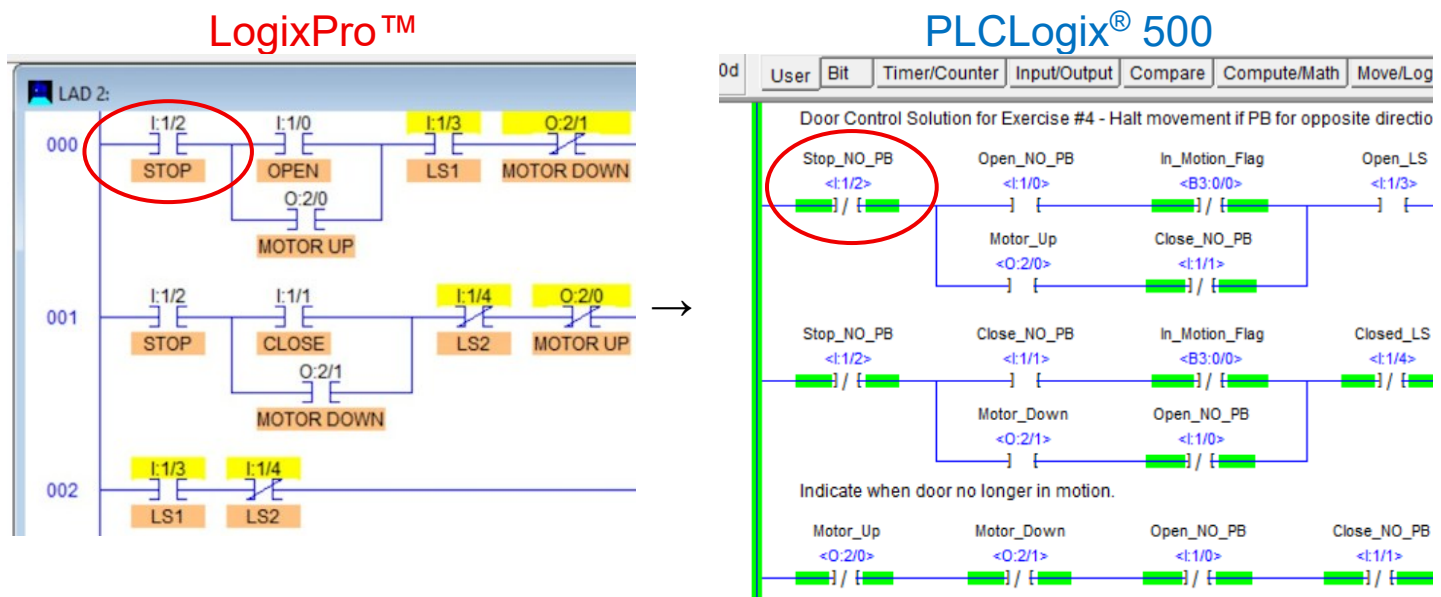 LogixPro™
PLCLogix® 500
LAD 2:
000
I:1/2 I:1/0 I:1/3 O:2/1
STOP OPEN LS1 MOTOR DOWN
O:2/0
MOTOR UP
001
I:1/2 I:1/1 I:1/4 O:2/0
STOP CLOSE LS2 MOTOR UP
O:2/1
MOTOR DOWN
002
I:1/3 I:1/4
LS1 LS2
→
0d User Bit Timer/Counter Input/Output Compare Compute/Math Move/Log
Door Control Solution for Exercise #4 - Halt movement if PB for opposite directio
Stop_NO_PB Open_NO_PB In_Motion_Flag Open_LS
<I:1/2> <I:1/0> <B3:0/0> <I:1/3>
Motor_Up Close_NO_PB
<O:2/0> <I:1/1>
Stop_NO_PB Close_NO_PB In_Motion_Flag Closed_LS
<I:1/2> <I:1/1> <B3:0/0> <I:1/4>
Motor_Down Open_NO_PB
<O:2/1> <I:1/0>
Indicate when door no longer in motion.
Motor_Up Motor_Down Open_NO_PB Close_NO_PB
<O:2/0> <O:2/1> <I:1/0> <I:1/1>